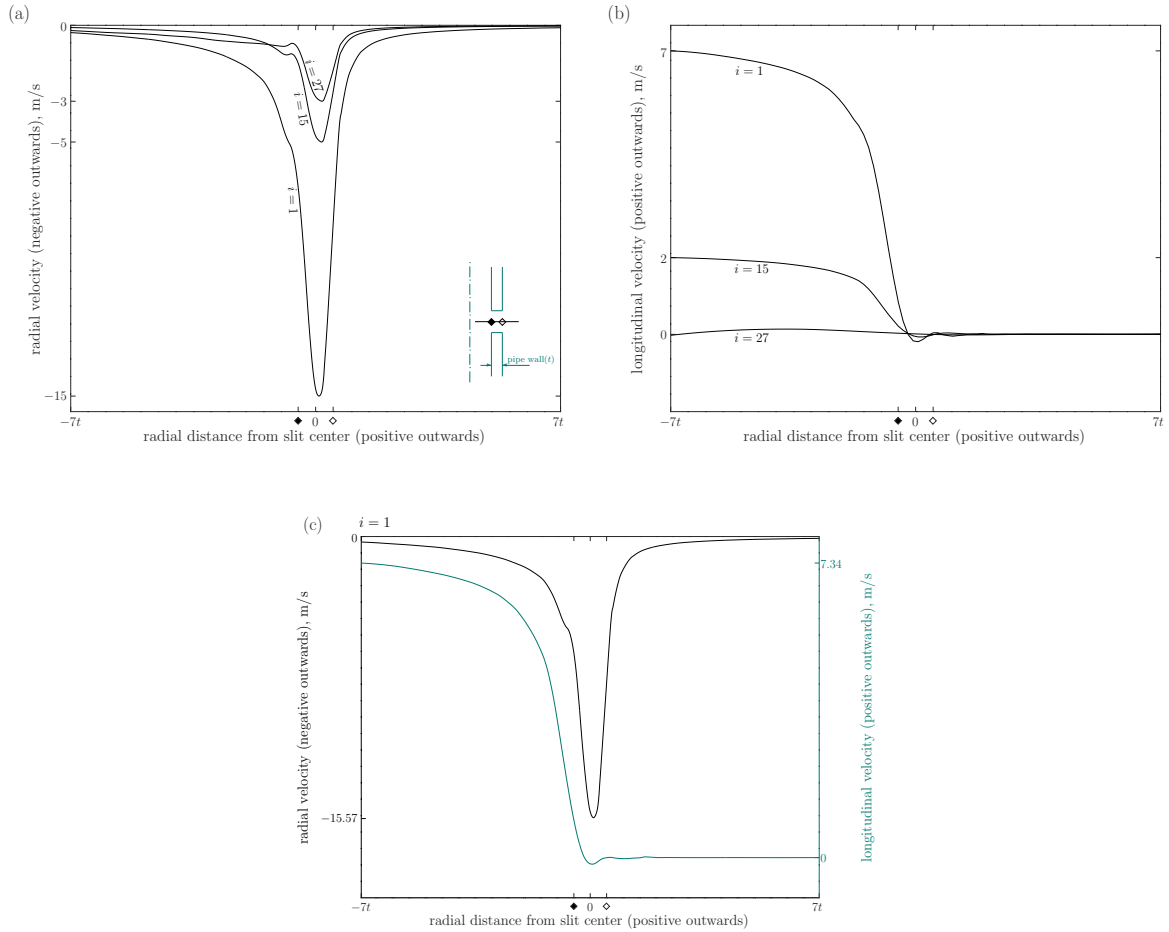 (a)
0
−3
−5
−15
radial velocity (negative outwards), m/s
i = 27
i = 15
i = 1
pipe wall(t)
−7t ◆ 0 ◇ 7t
radial distance from slit center (positive outwards)
(b)
7
2
0
longitudinal velocity (positive outwards), m/s
i = 1
i = 15
i = 27
−7t ◆ 0 ◇ 7t
radial distance from slit center (positive outwards)
(c)
i = 1
0
−15.57
radial velocity (negative outwards), m/s
7.34
0
longitudinal velocity (positive outwards), m/s
−7t ◆ 0 ◇ 7t
radial distance from slit center (positive outwards)